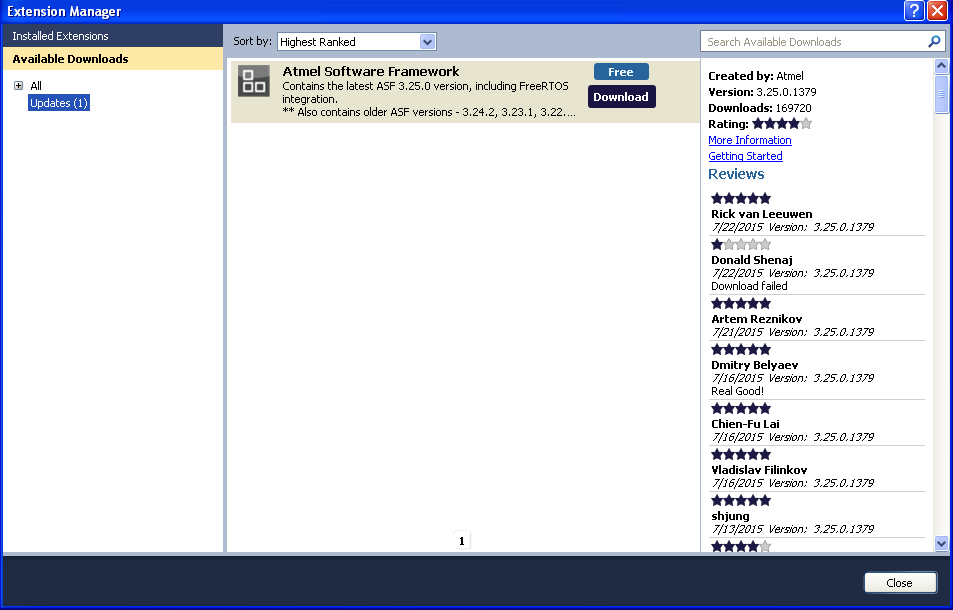 Extension Manager
Installed Extensions
Available Downloads
All
Updates (1)
Sort by: Highest Ranked
Atmel Software Framework
Contains the latest ASF 3.25.0 version, including FreeRTOS
integration.
** Also contains older ASF versions - 3.24.2, 3.23.1, 3.22....
Free
Download
1
Search Available Downloads
Created by: Atmel
Version: 3.25.0.1379
Downloads: 169720
Rating:
More Information
Getting Started
Reviews
Rick van Leeuwen
7/22/2015 Version: 3.25.0.1379
Donald Shenaj
7/22/2015 Version: 3.25.0.1379
Download failed
Artem Reznikov
7/21/2015 Version: 3.25.0.1379
Dmitry Belyaev
7/16/2015 Version: 3.25.0.1379
Real Good!
Chien-Fu Lai
7/16/2015 Version: 3.25.0.1379
Vladislav Filinkov
7/16/2015 Version: 3.25.0.1379
shjung
7/13/2015 Version: 3.25.0.1379
Close